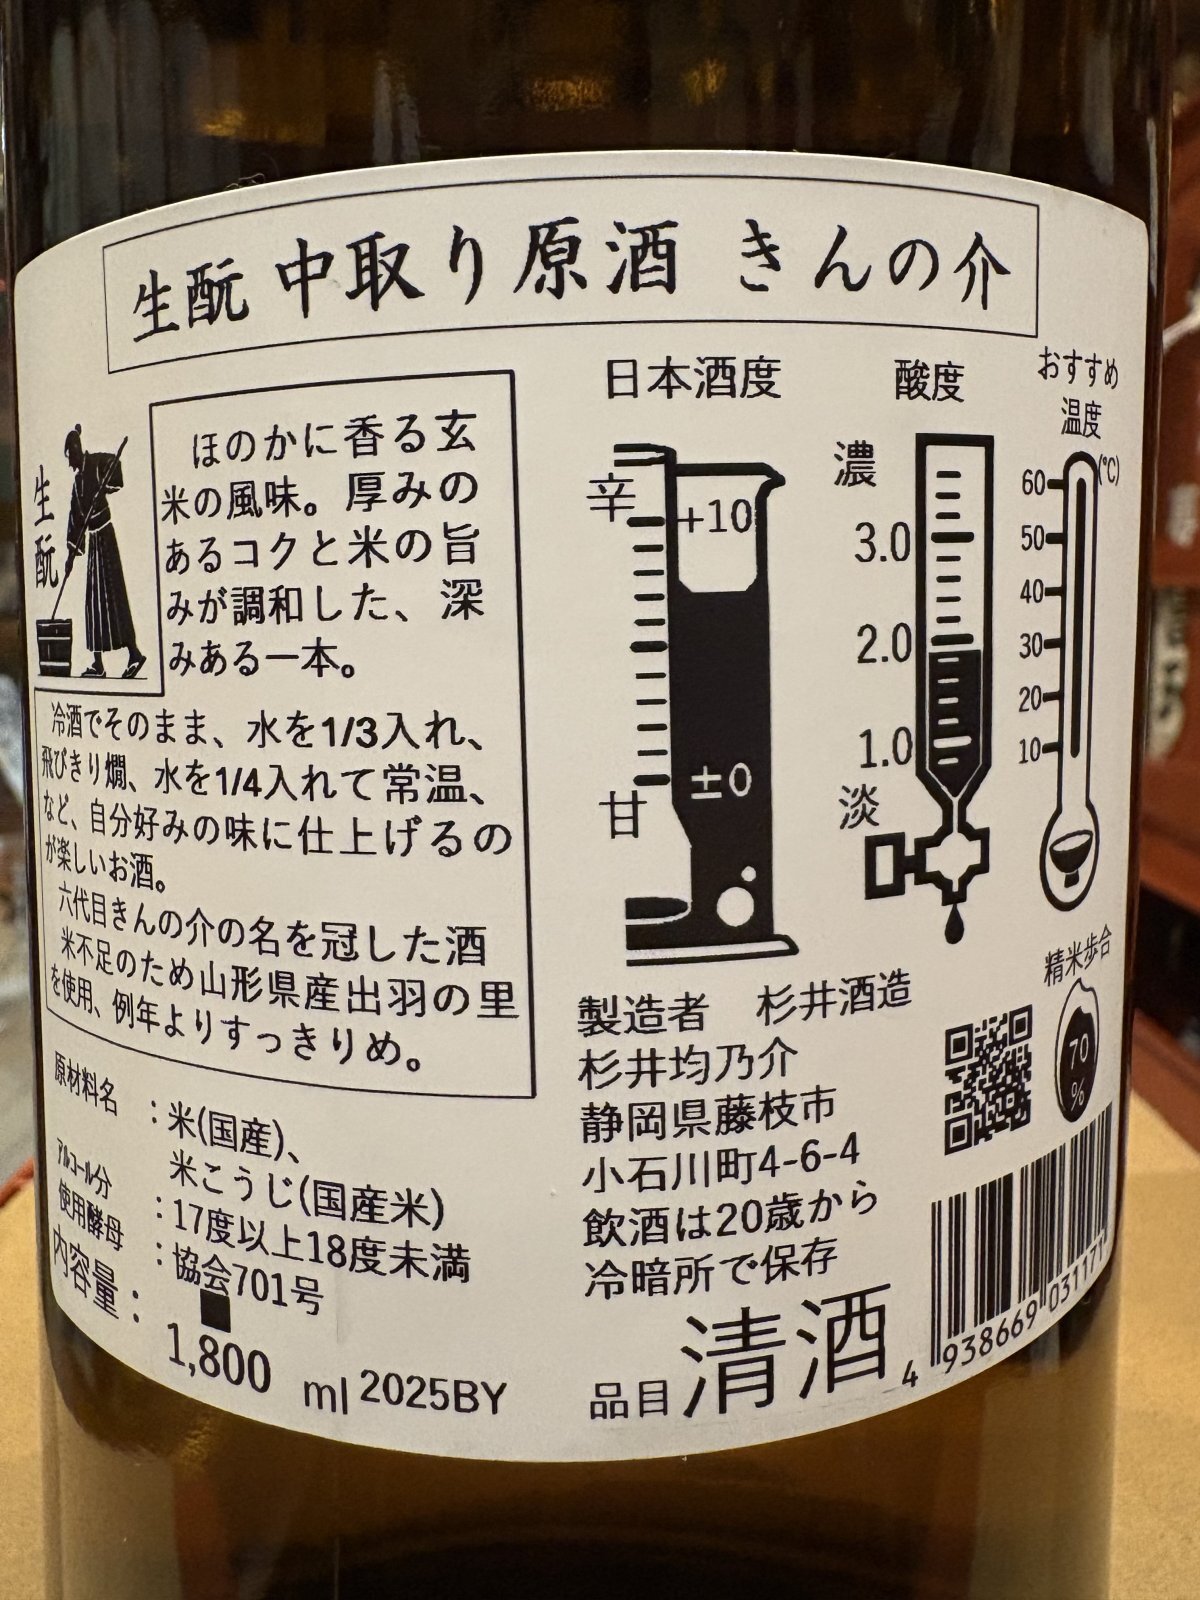 生酛 中取り原酒 きんの介
生酛
ほのかに香る玄
米の風味。厚みの
あるコクと米の旨
みが調和した、深
みある一本。
冷酒でそのまま、水を1/3入れ、
飛びきり燗、水を1/4入れて常温、
など、自分好みの味に仕上げるの
が楽しいお酒。
六代目きんの介の名を冠した酒
米不足のため山形県産出羽の里
を使用、例年よりすっきりめ。
原材料名 : 米(国産)、
米こうじ(国産米)
アルコール分 : 17度以上18度未満
使用酵母 : 協会701号
内容量 : 1,800 ml 2025BY
日本酒度
辛
+10
±0
甘
酸度
濃
3.0
2.0
1.0
淡
おすすめ
温度
(℃)
60
50
40
30
20
10
精米歩合
70
%
製造者 杉井酒造
杉井均乃介
静岡県藤枝市
小石川町4-6-4
飲酒は20歳から
冷暗所で保存
品目 清酒
4 938669 031171